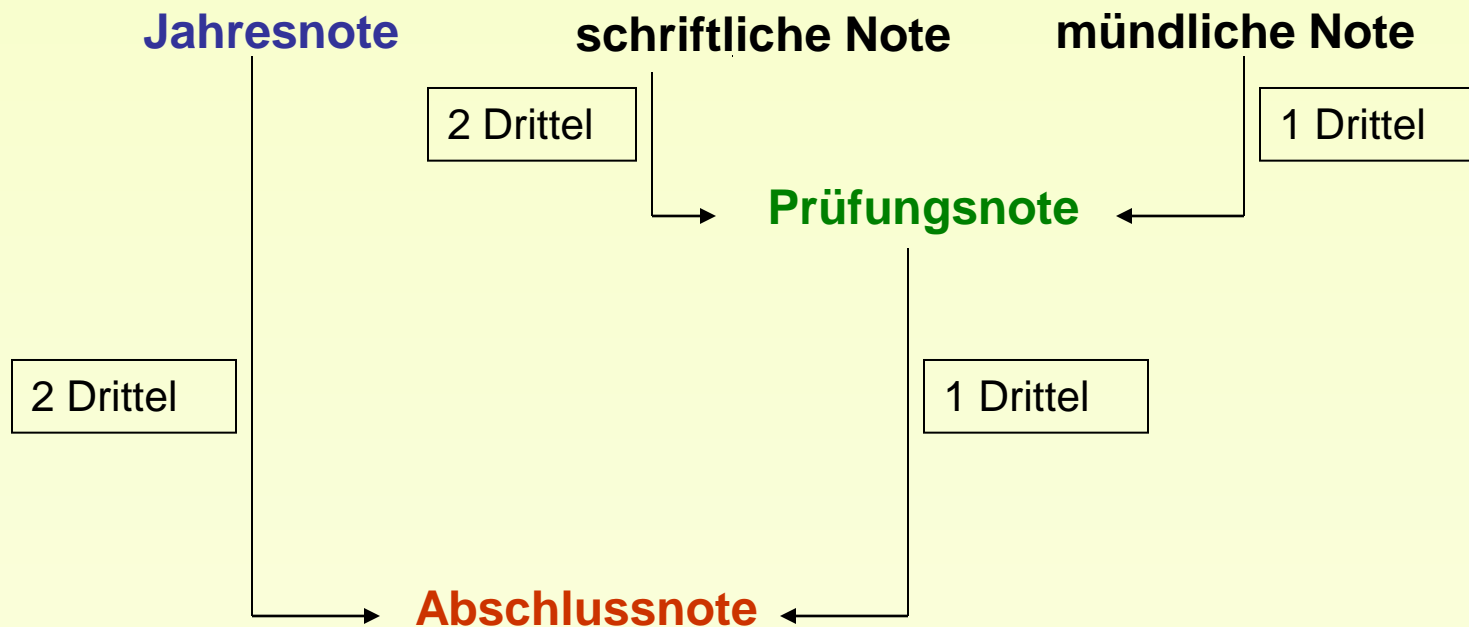 Jahresnote
schriftliche Note
mündliche Note
2 Drittel
1 Drittel
Prüfungsnote
2 Drittel
1 Drittel
Abschlussnote